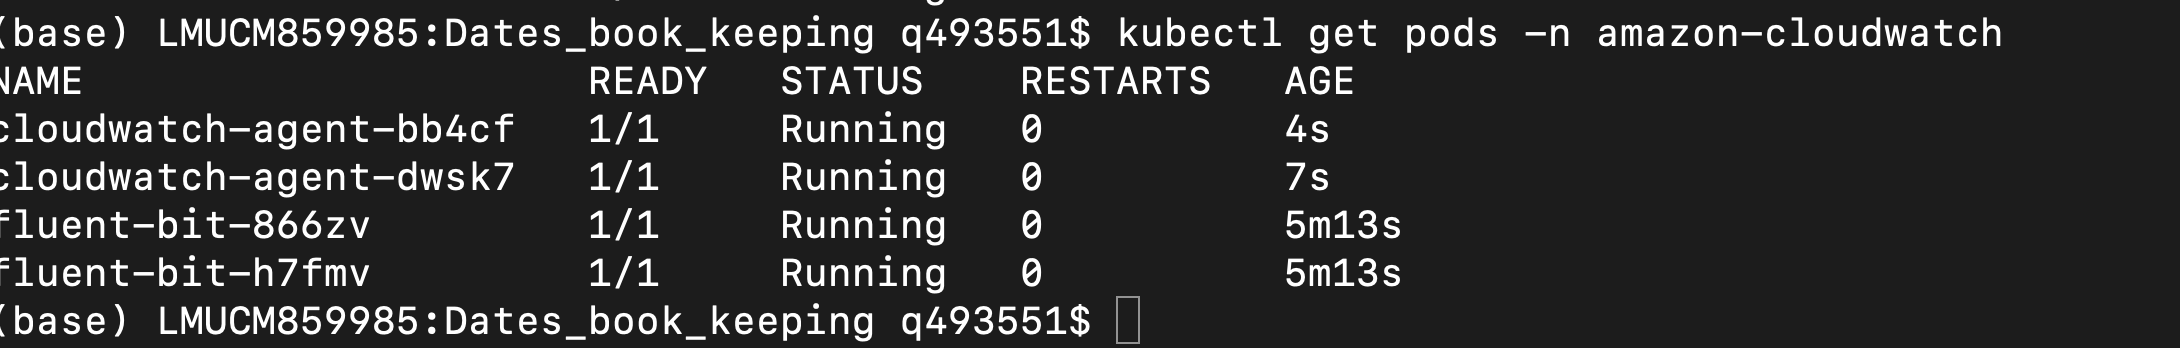 (base) LMUCM859985:Dates_book_keeping q493551$ kubectl get pods -n amazon-cloudwatch
NAME READY STATUS RESTARTS AGE
cloudwatch-agent-bb4cf 1/1 Running 0 4s
cloudwatch-agent-dwsk7 1/1 Running 0 7s
fluent-bit-866zv 1/1 Running 0 5m13s
fluent-bit-h7fmv 1/1 Running 0 5m13s
(base) LMUCM859985:Dates_book_keeping q493551$